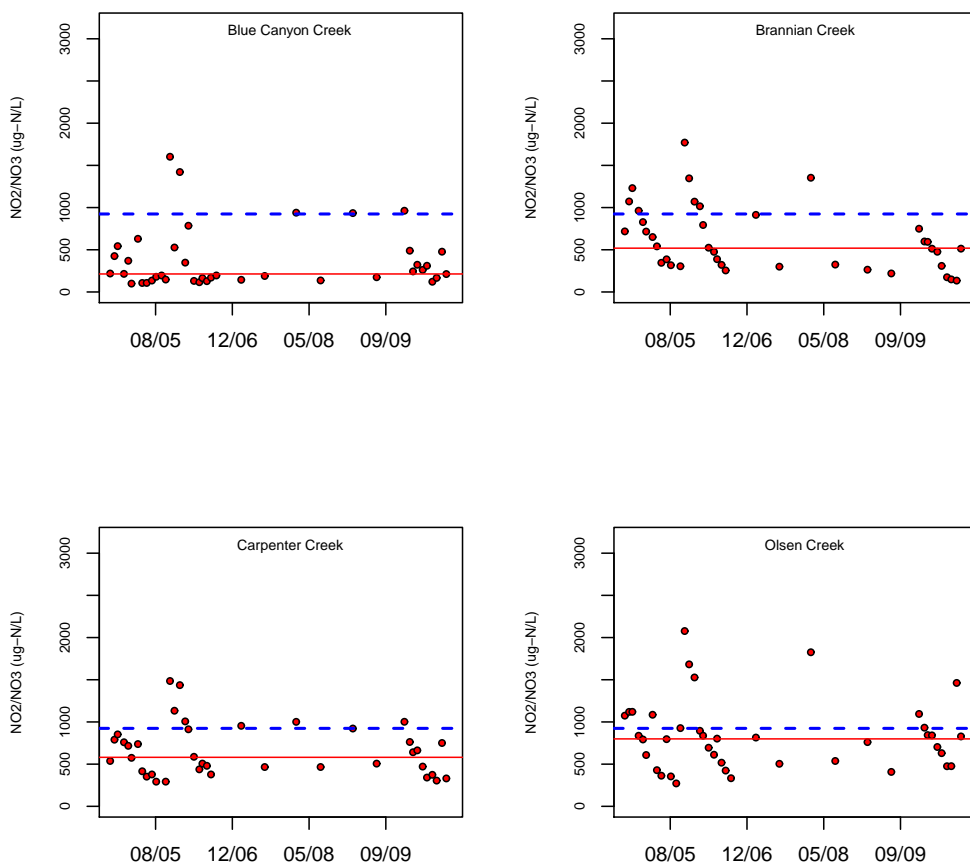 Blue Canyon Creek
NO2/NO3 (ug−N/L)
3000
2000
1000
500
0
08/05 12/06 05/08 09/09
Brannian Creek
NO2/NO3 (ug−N/L)
3000
2000
1000
500
0
08/05 12/06 05/08 09/09
Carpenter Creek
NO2/NO3 (ug−N/L)
3000
2000
1000
500
0
08/05 12/06 05/08 09/09
Olsen Creek
NO2/NO3 (ug−N/L)
3000
2000
1000
500
0
08/05 12/06 05/08 09/09